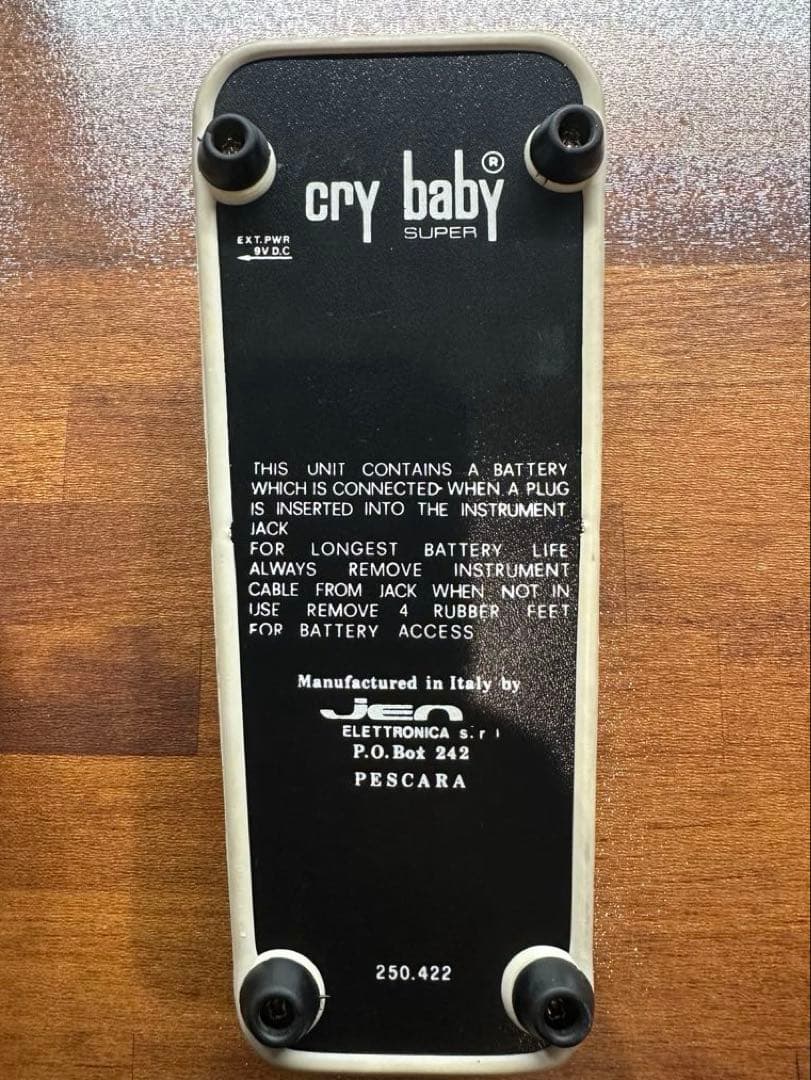 cry baby ®
SUPER
EXT.PWR
9V D.C
THIS UNIT CONTAINS A BATTERY
WHICH IS CONNECTED WHEN A PLUG
IS INSERTED INTO THE INSTRUMENT
JACK
FOR LONGEST BATTERY LIFE
ALWAYS REMOVE INSTRUMENT
CABLE FROM JACK WHEN NOT IN
USE REMOVE 4 RUBBER FEET
FOR BATTERY ACCESS
Manufactured in Italy by
Jen
ELETTRONICA s.r l
P.O.Box 242
PESCARA
250.422